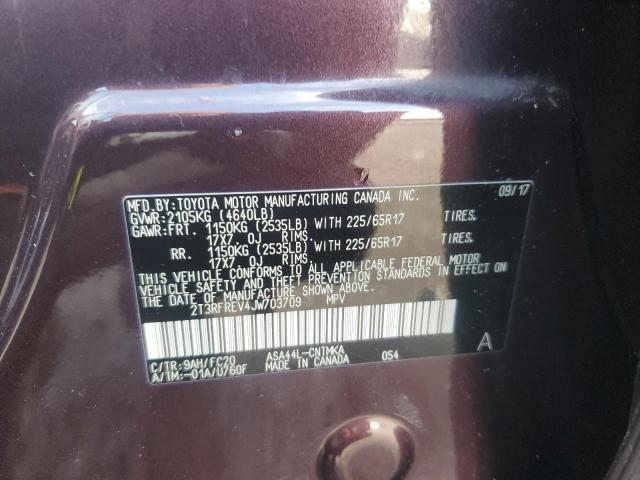 MFD.BY:TOYOTA MOTOR MANUFACTURING CANADA INC. 09/17
GVWR:2105KG (4640LB)
GAWR:FRT. 1150KG (2535LB) WITH 225/65R17 TIRES.
17X7 OJ RIMS
RR. 1150KG (2535LB) WITH 225/65R17 TIRES.
17X7 OJ RIMS
THIS VEHICLE CONFORMS TO ALL APPLICABLE FEDERAL MOTOR
VEHICLE SAFETY AND THEFT PREVENTION STANDARDS IN EFFECT ON
THE DATE OF MANUFACTURE SHOWN ABOVE.
2T3RFREV4JW703709 MPV
C/TR:9AH/FC20 ASA44L-CNTMKA 054 A
A/TM:-01A/U760F MADE IN CANADA